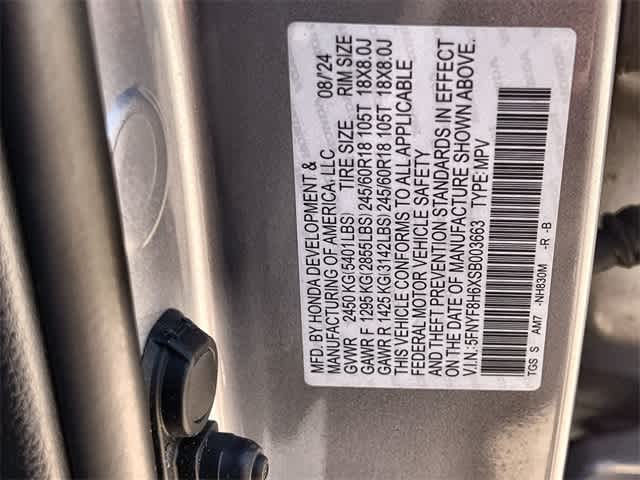 MFD. BY HONDA DEVELOPMENT &
MANUFACTURING OF AMERICA, LLC 08/'24
GVWR 2450 KG(5401LBS) TIRE SIZE RIM SIZE
GAWR F 1295 KG(2855LBS) 245/60R18 105T 18X8.0J
GAWR R 1425 KG(3142LBS) 245/60R18 105T 18X8.0J
THIS VEHICLE CONFORMS TO ALL APPLICABLE
FEDERAL MOTOR VEHICLE SAFETY
AND THEFT PREVENTION STANDARDS IN EFFECT
ON THE DATE OF MANUFACTURE SHOWN ABOVE.
V.I.N.:5FNYF8H6XSB003663 TYPE:MPV
TGS S AM7 -NH830M -R -B